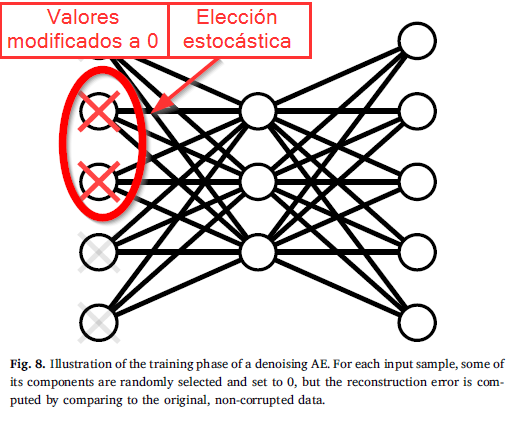 Valores
modificados a 0
Elección
estocástica
Fig. 8. Illustration of the training phase of a denoising AE. For each input sample, some of
its components are randomly selected and set to 0, but the reconstruction error is com-
puted by comparing to the original, non-corrupted data.